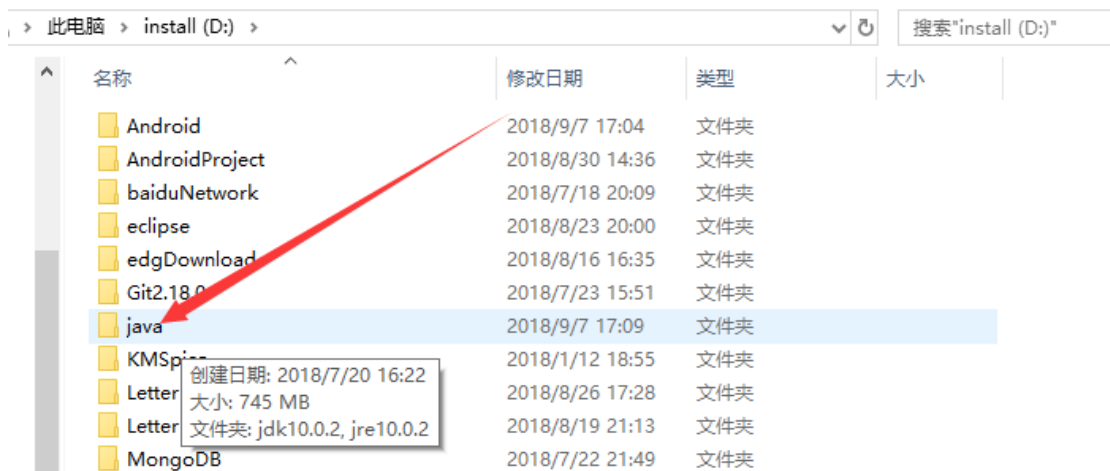 › 此电脑 › install (D:) ›
搜索"install (D:)"
名称 修改日期 类型 大小
Android 2018/9/7 17:04 文件夹
AndroidProject 2018/8/30 14:36 文件夹
baiduNetwork 2018/7/18 20:09 文件夹
eclipse 2018/8/23 20:00 文件夹
edgDownload 2018/8/16 16:35 文件夹
Git2.18.0 2018/7/23 15:51 文件夹
java 2018/9/7 17:09 文件夹
2018/1/12 18:55 文件夹
Letter 2018/8/26 17:28 文件夹
Letter 2018/8/19 21:13 文件夹
MongoDB 2018/7/22 21:49 文件夹
创建日期: 2018/7/20 16:22
大小: 745 MB
文件夹: jdk10.0.2, jre10.0.2